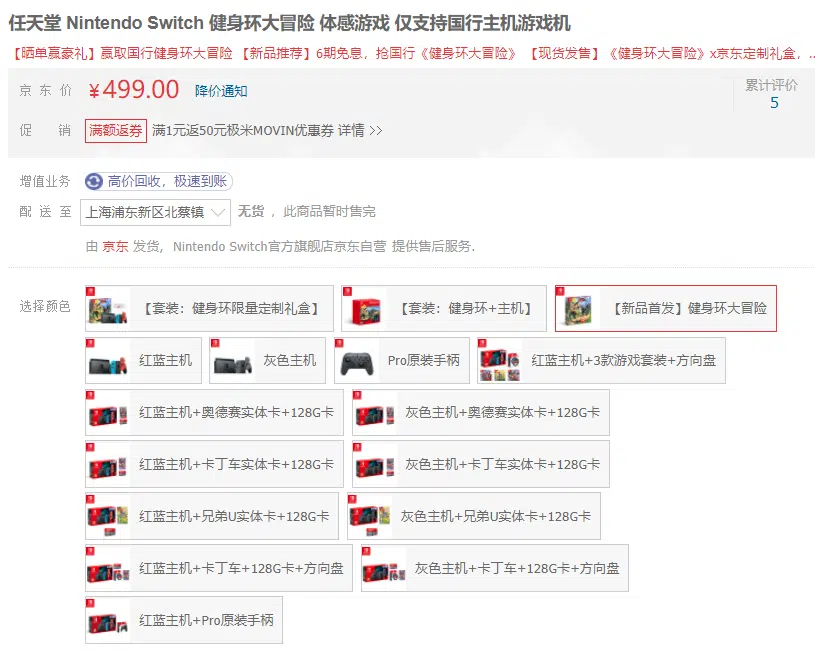 任天堂 Nintendo Switch 健身环大冒险 体感游戏 仅支持国行主机游戏机
【晒单赢豪礼】赢取国行健身环大冒险 【新品推荐】6期免息，抢国行《健身环大冒险》 【现货发售】《健身环大冒险》x京东定制礼盒，...
京东价 ¥499.00 降价通知 累计评价
5
促销 满额返券 满1元返50元极米MOVIN优惠券 详情 >>
增值业务 高价回收，极速到账
配送至 上海浦东新区北蔡镇 无货 ，此商品暂时售完
由 京东 发货, Nintendo Switch官方旗舰店京东自营 提供售后服务.
选择颜色 【套装：健身环限量定制礼盒】 【套装：健身环+主机】 【新品首发】健身环大冒险
红蓝主机 灰色主机 Pro原装手柄 红蓝主机+3款游戏套装+方向盘
红蓝主机+奥德赛实体卡+128G卡 灰色主机+奥德赛实体卡+128G卡
红蓝主机+卡丁车实体卡+128G卡 灰色主机+卡丁车实体卡+128G卡
红蓝主机+兄弟U实体卡+128G卡 灰色主机+兄弟U实体卡+128G卡
红蓝主机+卡丁车+128G卡+方向盘 灰色主机+卡丁车+128G卡+方向盘
红蓝主机+Pro原装手柄